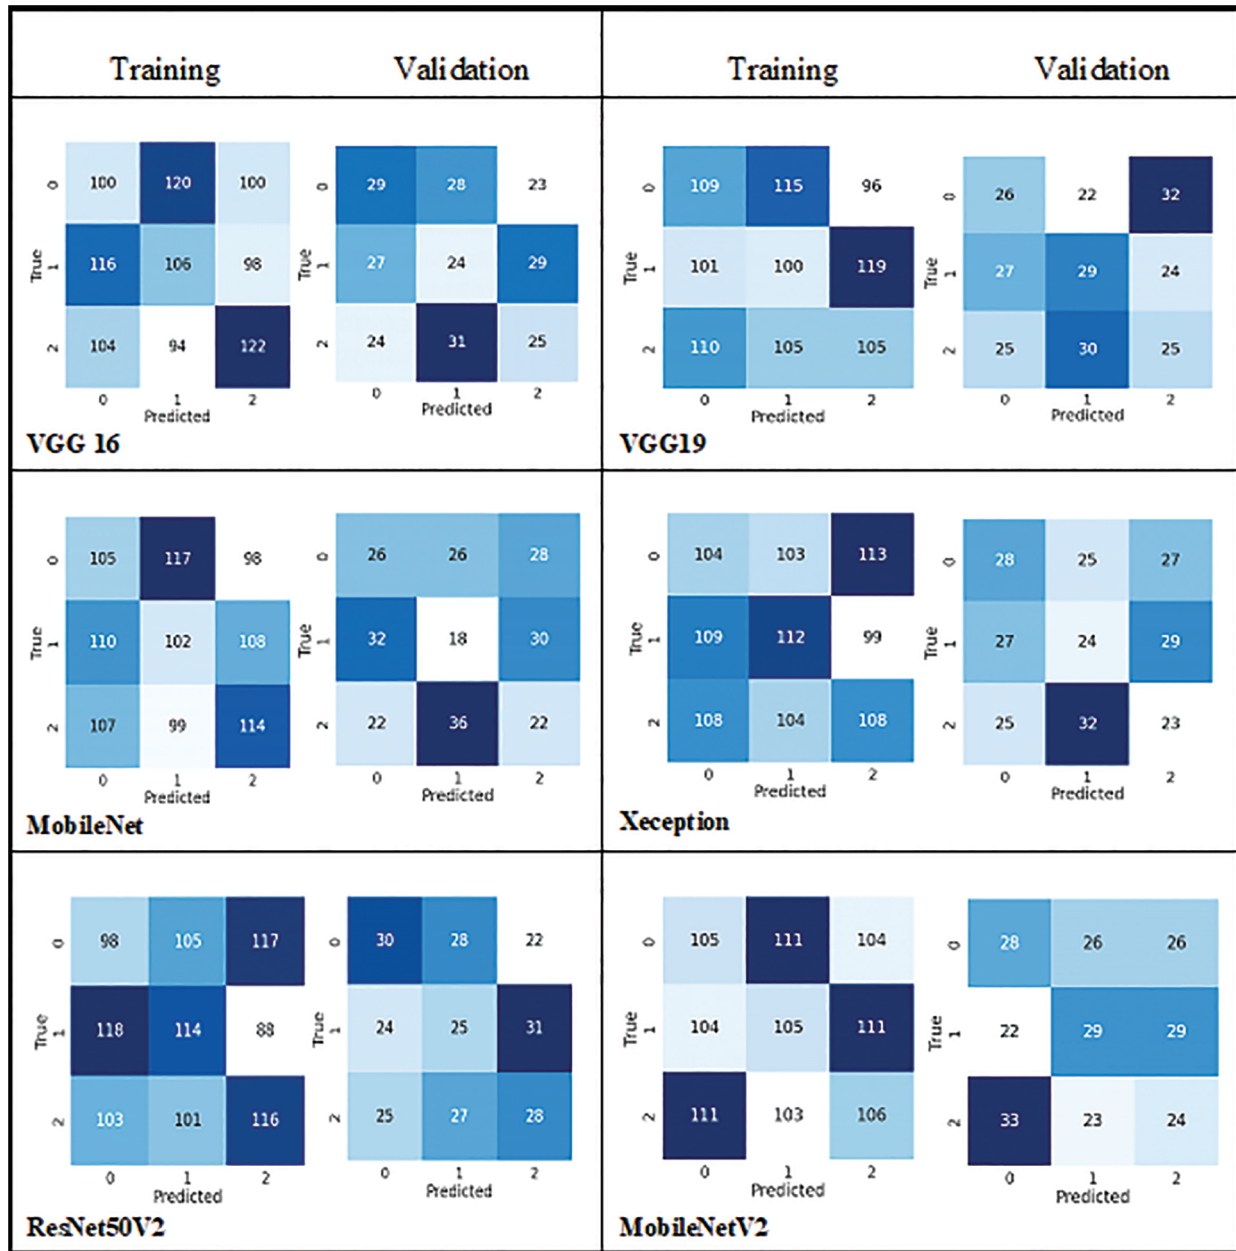 Training Validation Training Validation
0 100 120 100
True 1 116 106 98
2 104 94 122
0 1 2
Predicted
0 29 28 23
True 1 27 24 29
2 24 31 25
0 1 2
Predicted
VGG 16
0 109 115 96
True 1 101 100 119
2 110 105 105
0 1 2
Predicted
0 26 22 32
True 1 27 29 24
2 25 30 25
0 1 2
Predicted
VGG19
0 105 117 98
True 1 110 102 108
2 107 99 114
0 1 2
Predicted
0 26 26 28
True 1 32 18 30
2 22 36 22
0 1 2
Predicted
MobileNet
0 104 103 113
True 1 109 112 99
2 108 104 108
0 1 2
Predicted
0 28 25 27
True 1 27 24 29
2 25 32 23
0 1 2
Predicted
Xeception
0 98 105 117
True 1 118 114 88
2 103 101 116
0 1 2
Predicted
0 30 28 22
True 1 24 25 31
2 25 27 28
0 1 2
Predicted
ResNet50V2
0 105 111 104
True 1 104 105 111
2 111 103 106
0 1 2
Predicted
0 28 26 26
True 1 22 29 29
2 33 23 24
0 1 2
Predicted
MobileNetV2